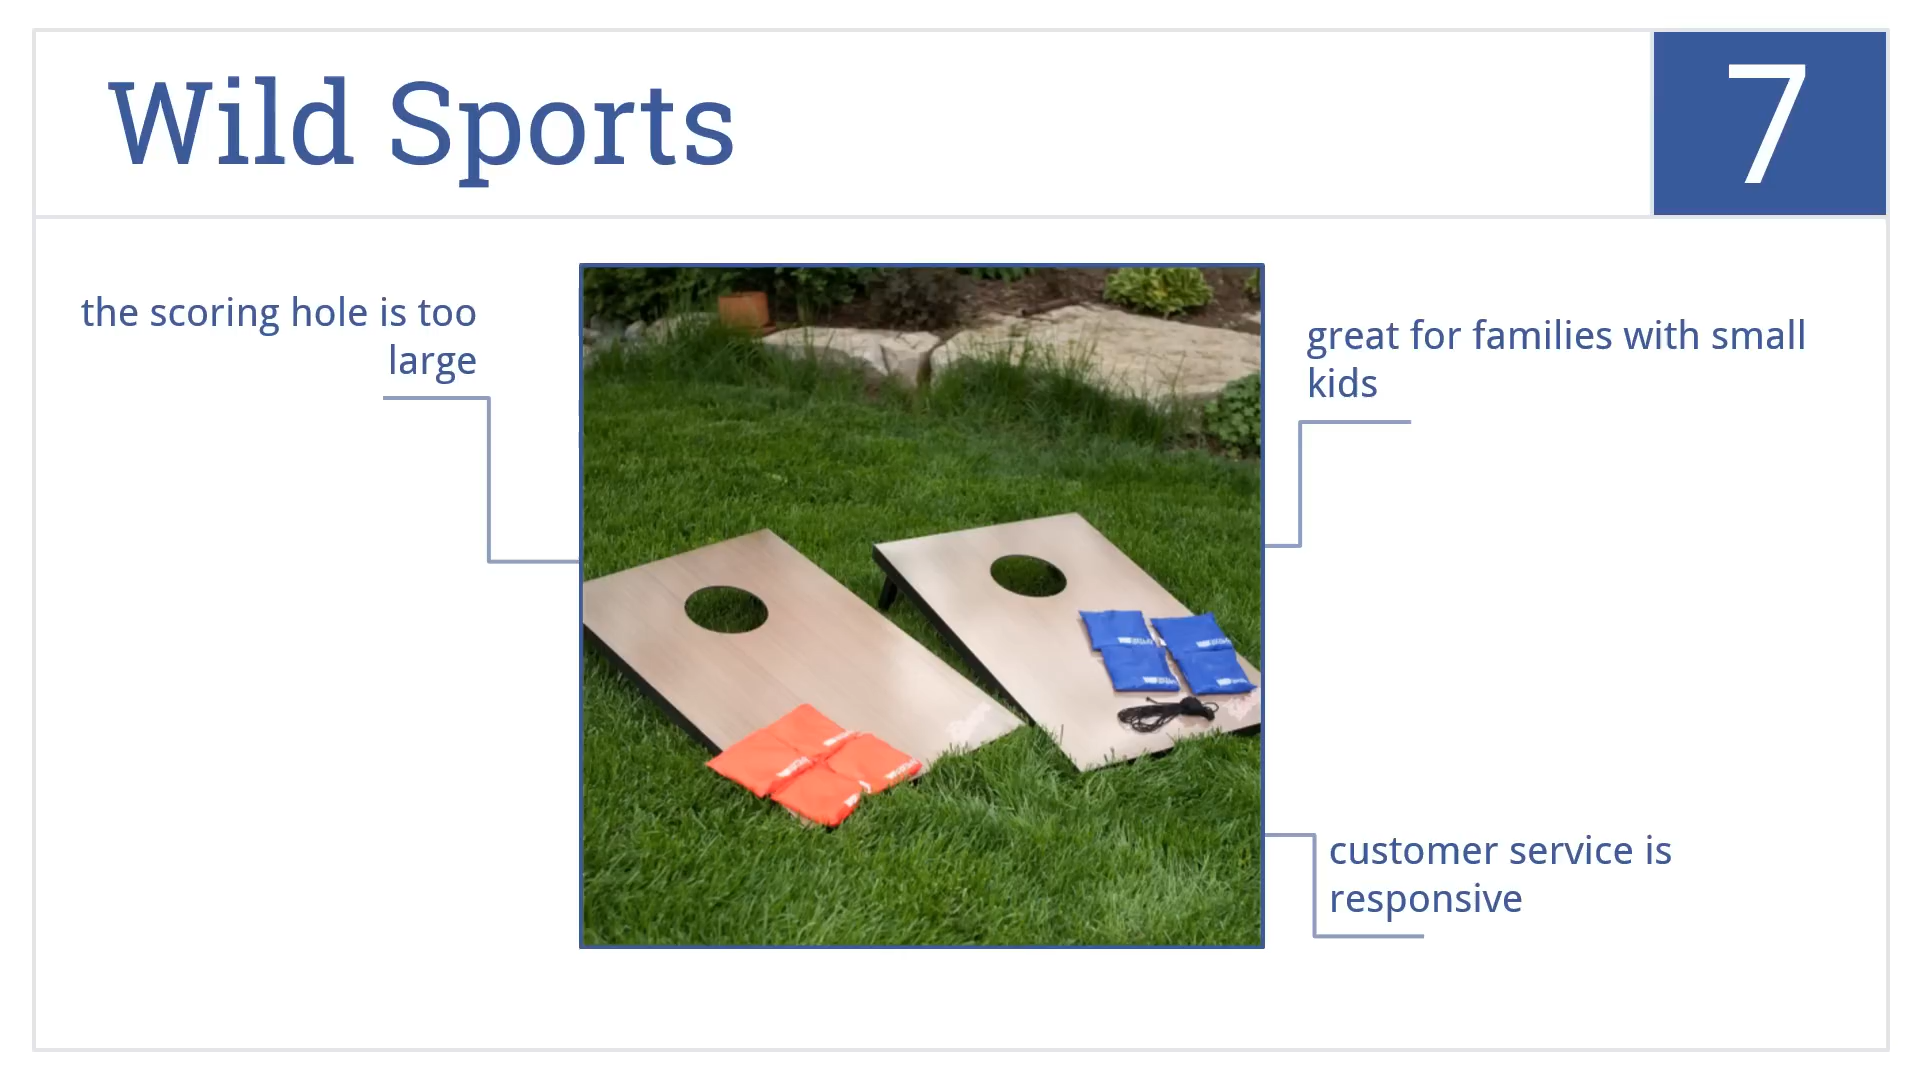 Wild Sports
7
the scoring hole is too
large
great for families with small
kids
customer service is
responsive